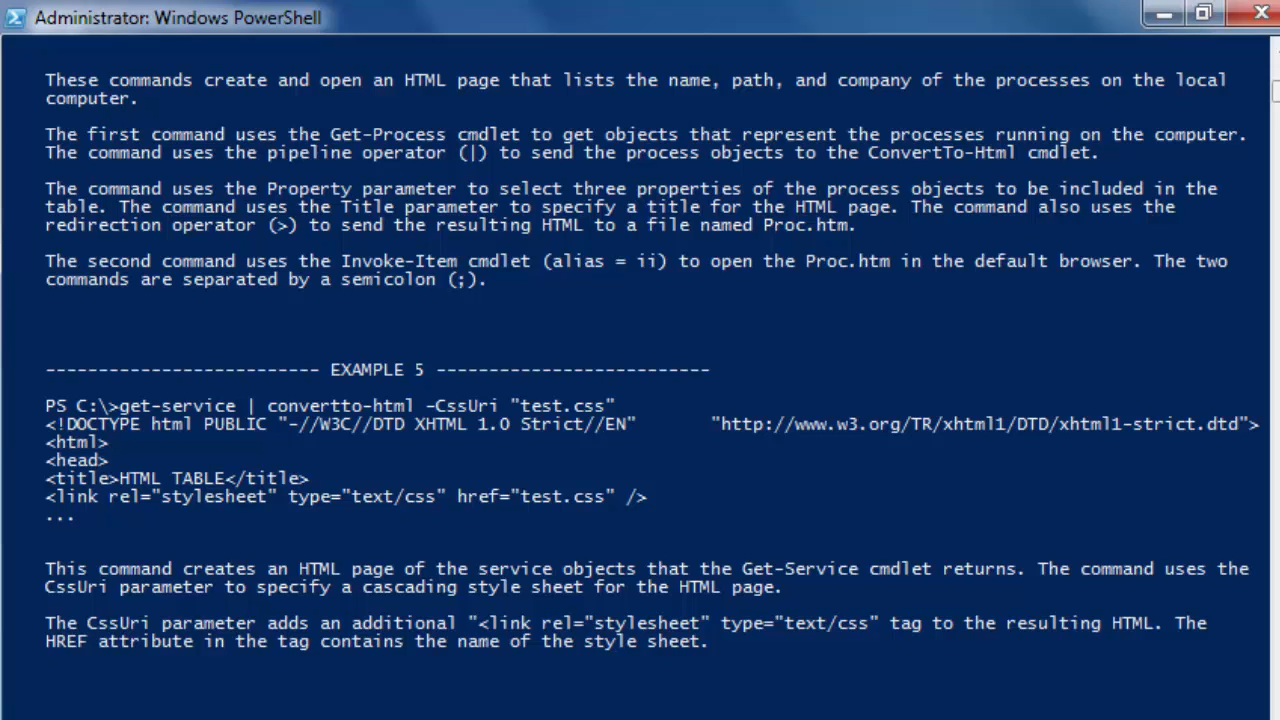 Administrator: Windows PowerShell
These commands create and open an HTML page that lists the name, path, and company of the processes on the local
computer.
The first command uses the Get-Process cmdlet to get objects that represent the processes running on the computer.
The command uses the pipeline operator (|) to send the process objects to the ConvertTo-Html cmdlet.
The command uses the Property parameter to select three properties of the process objects to be included in the
table. The command uses the Title parameter to specify a title for the HTML page. The command also uses the
redirection operator (>) to send the resulting HTML to a file named Proc.htm.
The second command uses the Invoke-Item cmdlet (alias = ii) to open the Proc.htm in the default browser. The two
commands are separated by a semicolon (;).
-------------------------- EXAMPLE 5 --------------------------
PS C:\>get-service | convertto-html -CssUri "test.css"
<!DOCTYPE html PUBLIC "-//W3C//DTD XHTML 1.0 Strict//EN"       "http://www.w3.org/TR/xhtml1/DTD/xhtml1-strict.dtd">
<html>
<head>
<title>HTML TABLE</title>
<link rel="stylesheet" type="text/css" href="test.css" />
...
This command creates an HTML page of the service objects that the Get-Service cmdlet returns. The command uses the
CssUri parameter to specify a cascading style sheet for the HTML page.
The CssUri parameter adds an additional "<link rel="stylesheet" type="text/css" tag to the resulting HTML. The
HREF attribute in the tag contains the name of the style sheet.